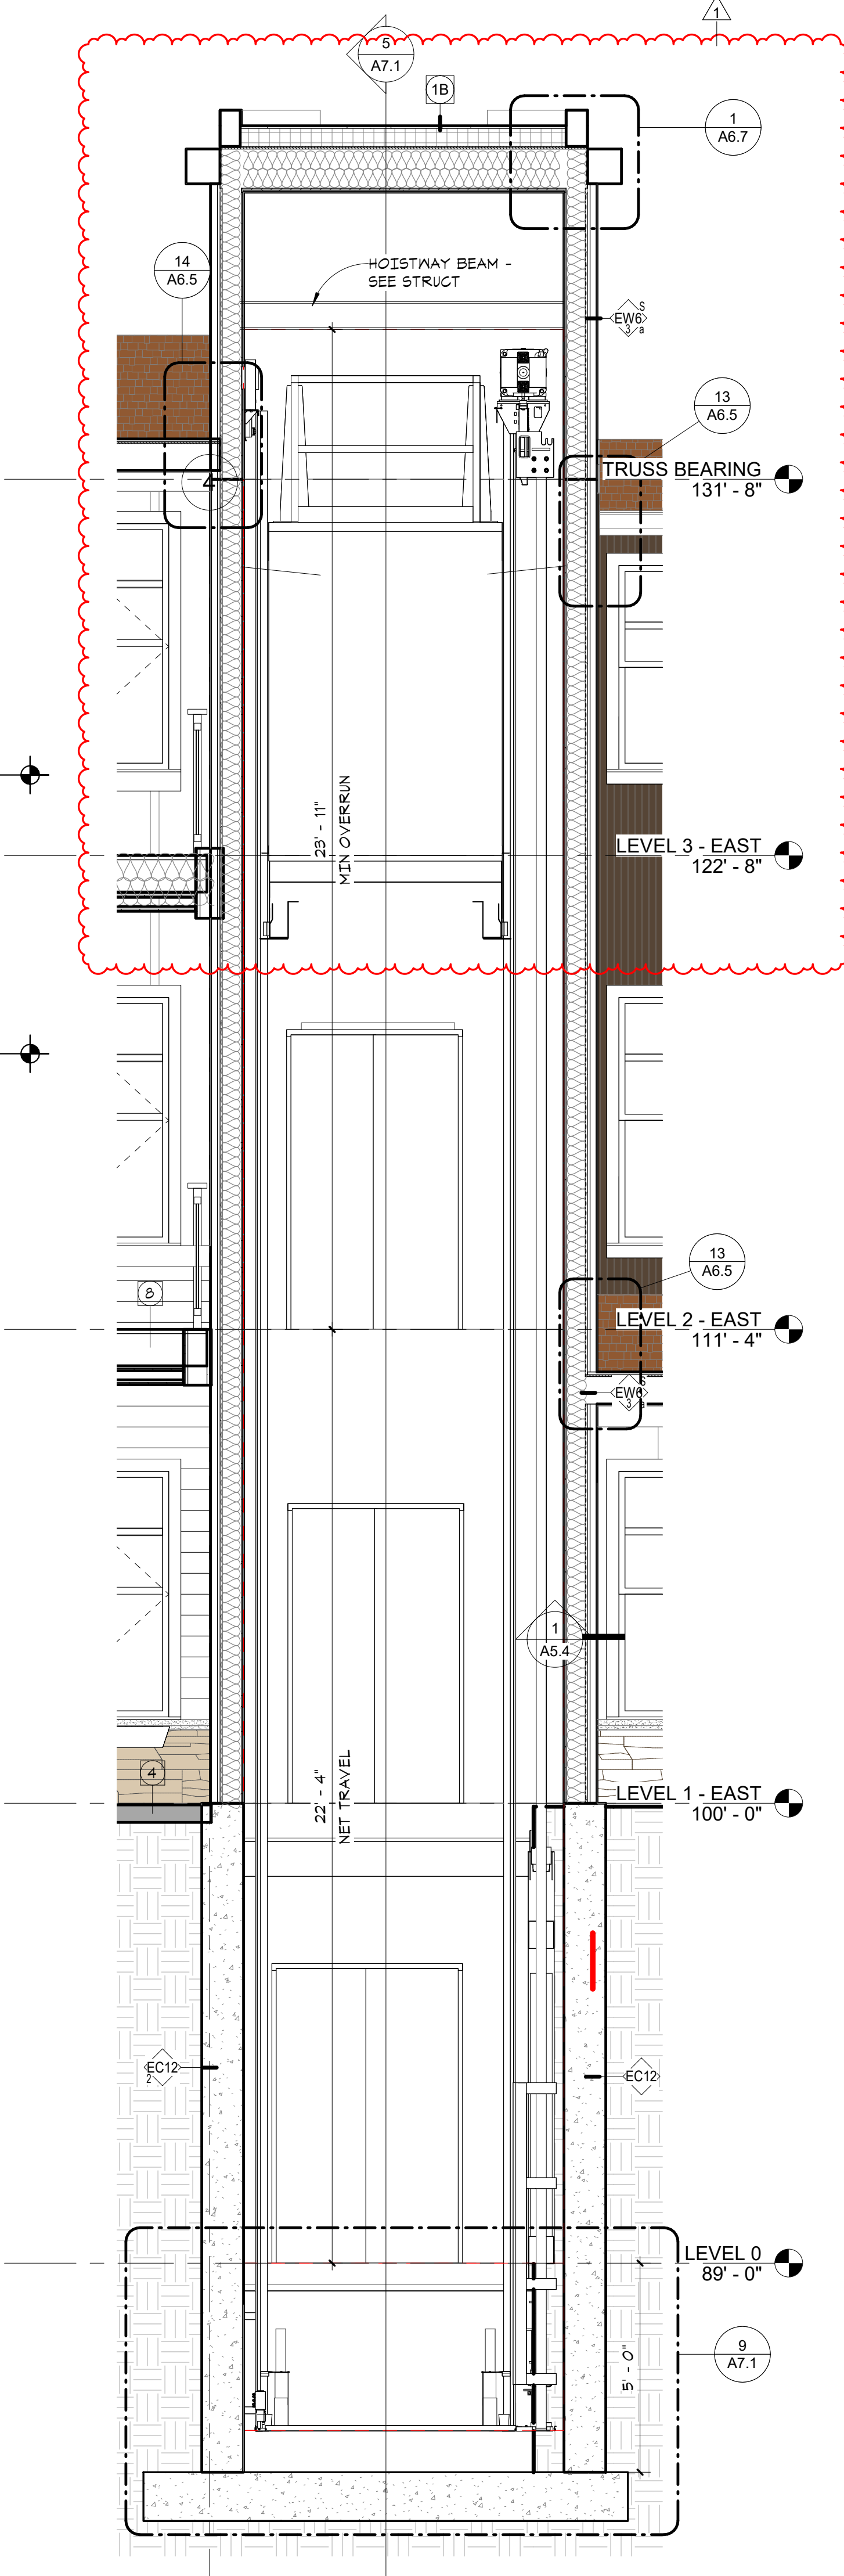 1
5
A7.1
1B
1
A6.7
14
A6.5
HOISTWAY BEAM -
SEE STRUCT
S
EW6
3 a
13
A6.5
TRUSS BEARING
131' - 8"
4
23' - 11"
MIN OVERRUN
LEVEL 3 - EAST
122' - 8"
13
A6.5
8
LEVEL 2 - EAST
111' - 4"
S
EW6
3 a
1
A5.4
4
22' - 4"
NET TRAVEL
LEVEL 1 - EAST
100' - 0"
EC12
2
EC12
LEVEL 0
89' - 0"
9
A7.1
5' - 0"